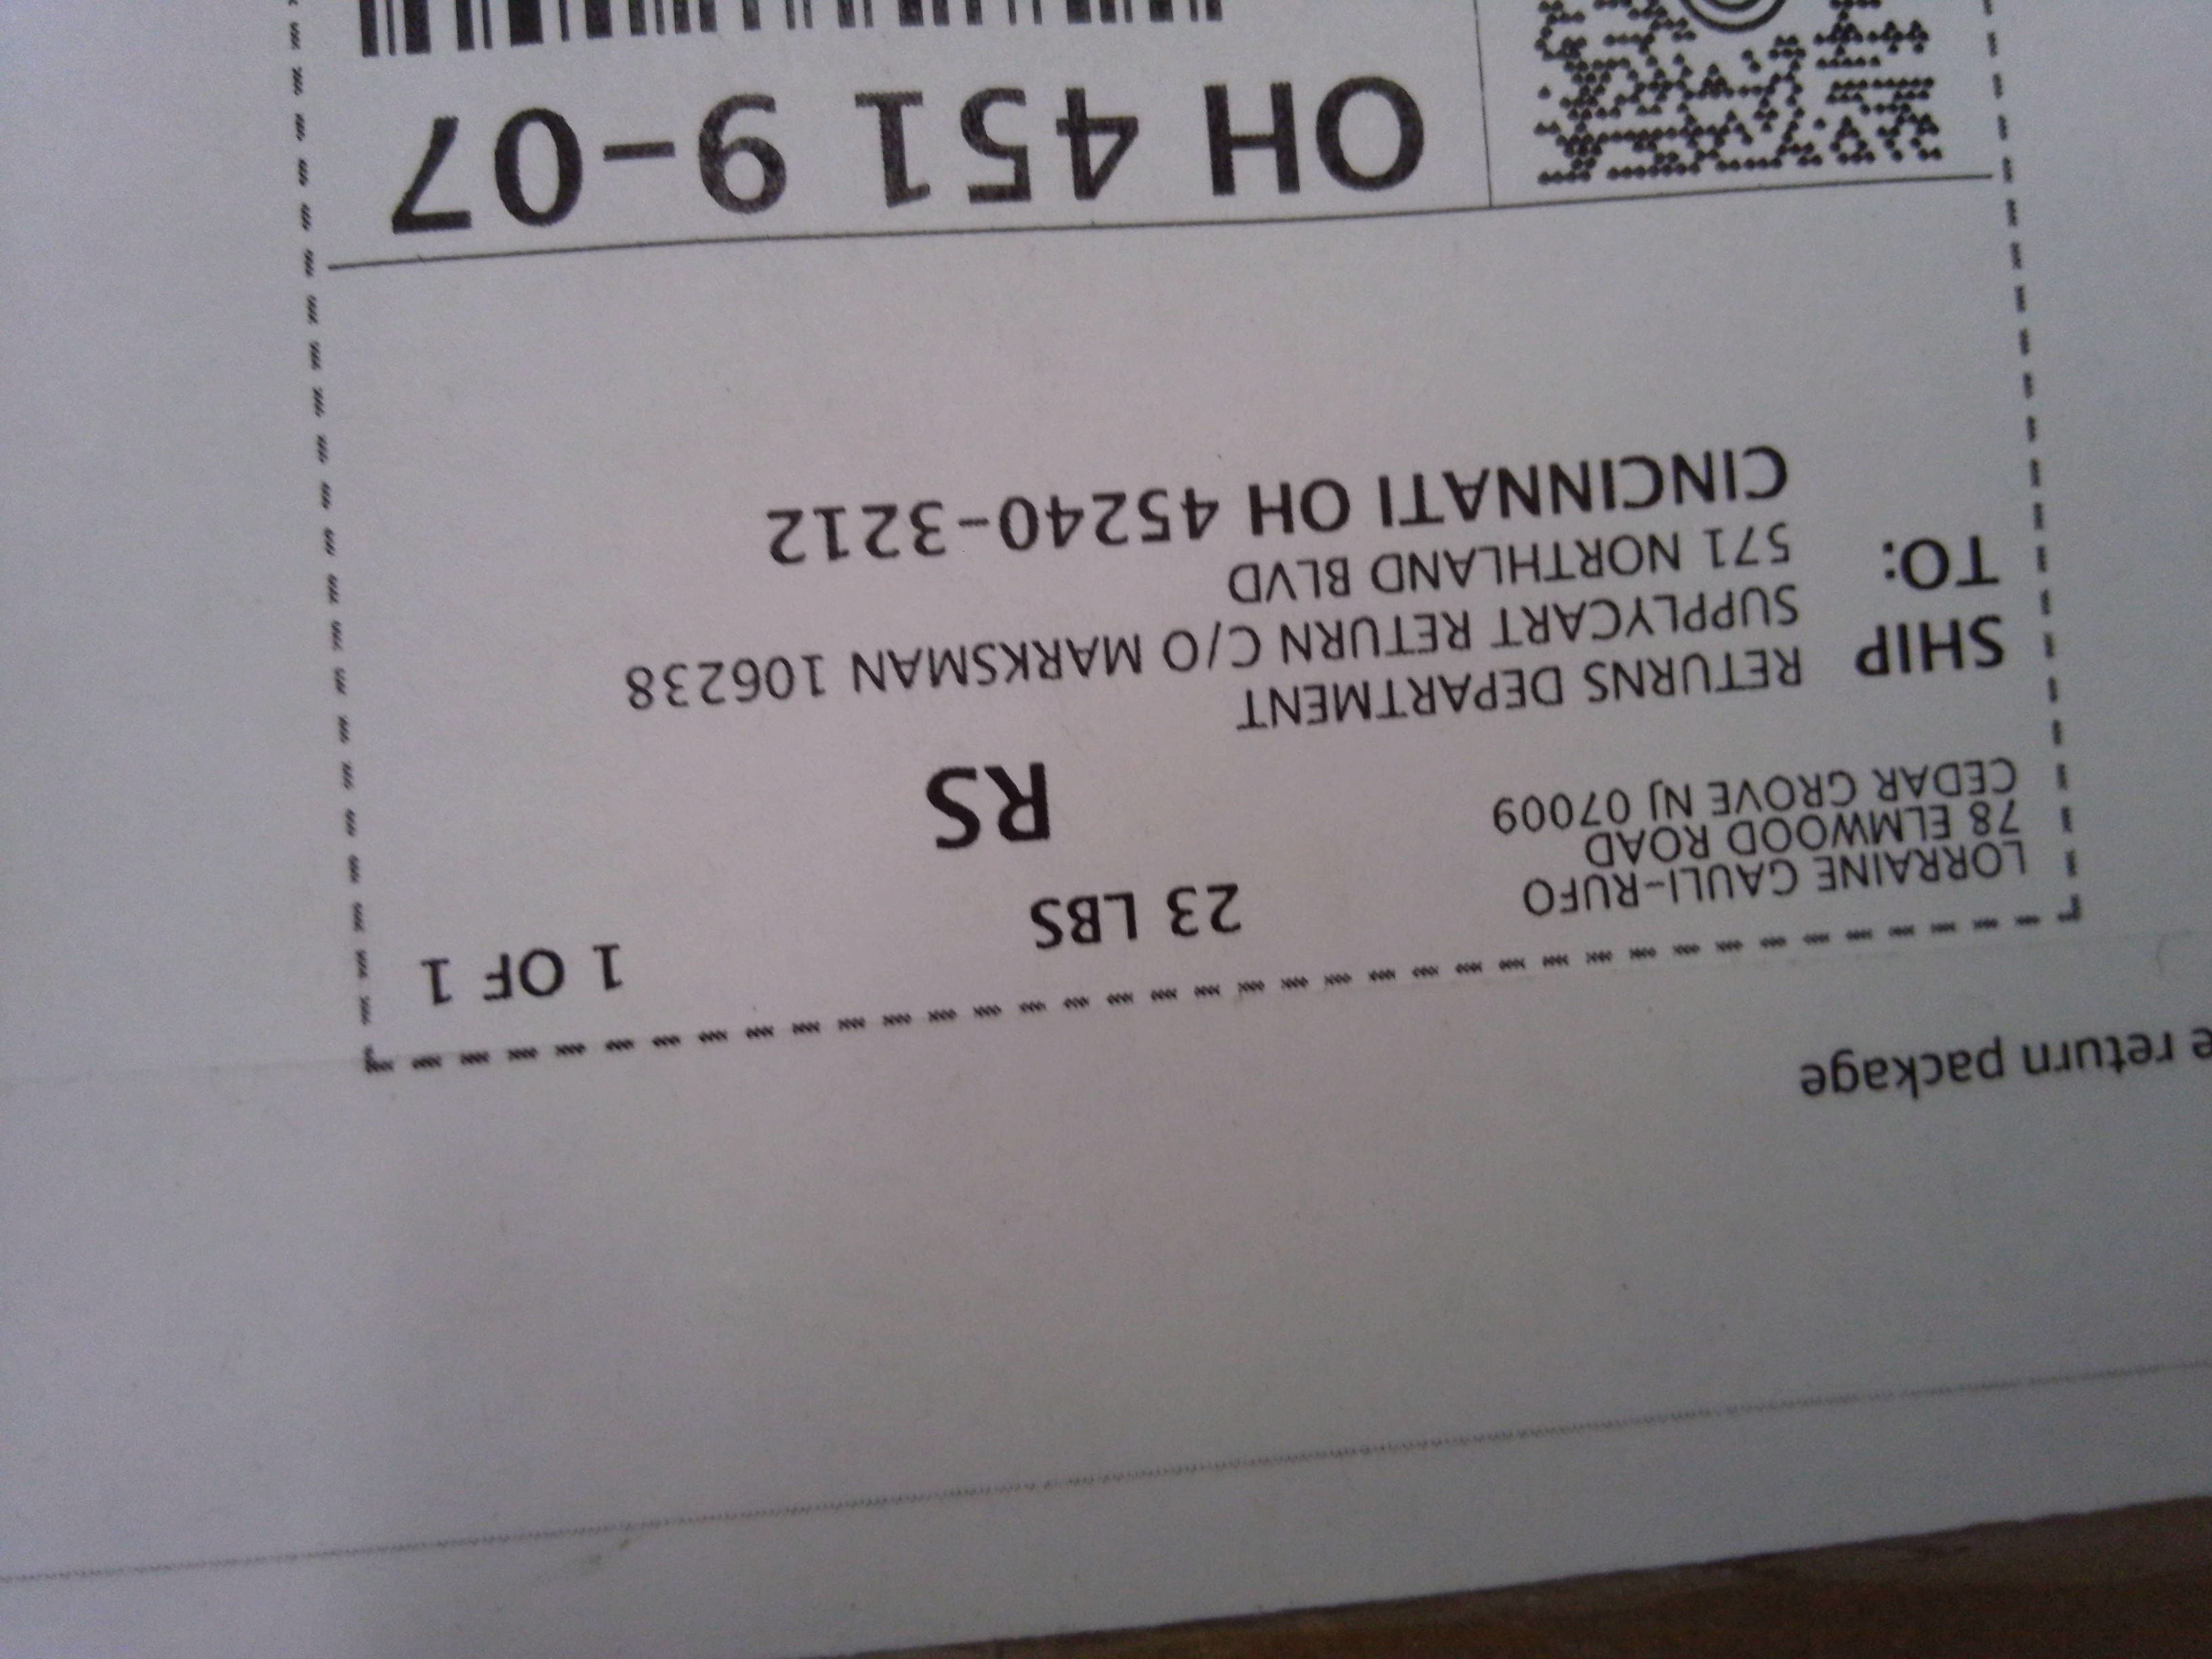 e return package
LORRAINE GAULI-RUFO
78 ELMWOOD ROAD
CEDAR GROVE NJ 07009
23 LBS
1 OF 1
RS
SHIP
TO:
RETURNS DEPARTMENT
SUPPLYCART RETURN C/O MARKSMAN 106238
571 NORTHLAND BLVD
CINCINNATI OH 45240-3212
OH 451 9-07